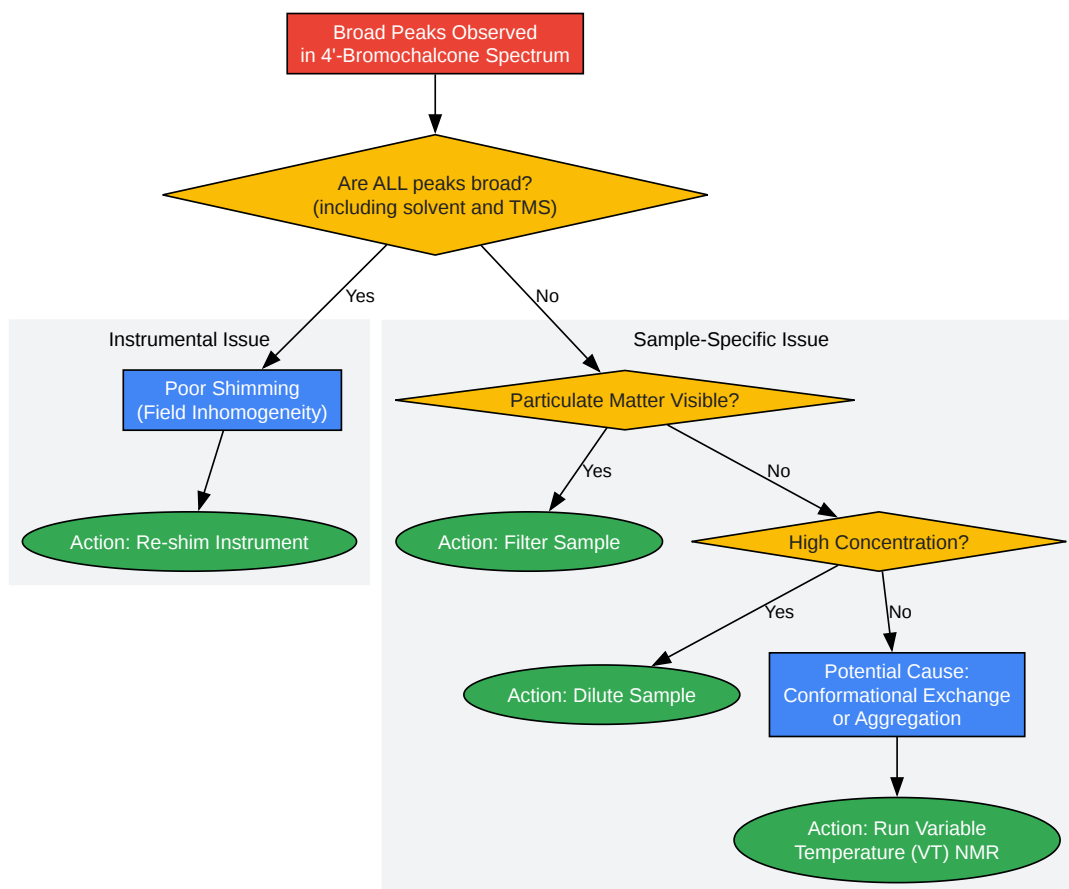 Broad Peaks Observed
in 4'-Bromochalcone Spectrum
Are ALL peaks broad?
(including solvent and TMS)
Yes
No
Instrumental Issue
Sample-Specific Issue
Poor Shimming
(Field Inhomogeneity)
Particulate Matter Visible?
Yes
No
Action: Re-shim Instrument
Action: Filter Sample
High Concentration?
Yes
No
Action: Dilute Sample
Potential Cause:
Conformational Exchange
or Aggregation
Action: Run Variable
Temperature (VT) NMR